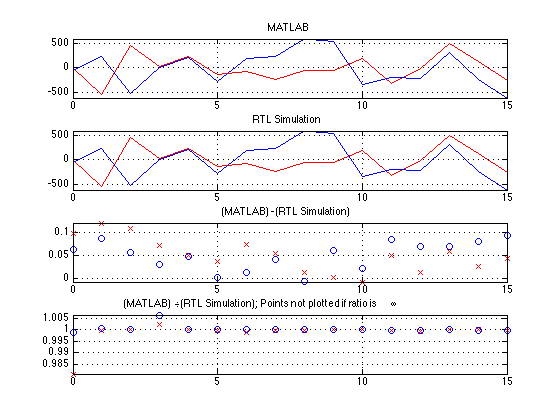 MATLAB
500
0
-500
0 5 10 15
RTL Simulation
500
0
-500
0 5 10 15
(MATLAB)-(RTL Simulation)
0.1
0.05
0
0 5 10 15
(MATLAB) ÷(RTL Simulation); Points not plotted if ratio is ∞
1.005
1
0.995
0.99
0.985
0 5 10 15